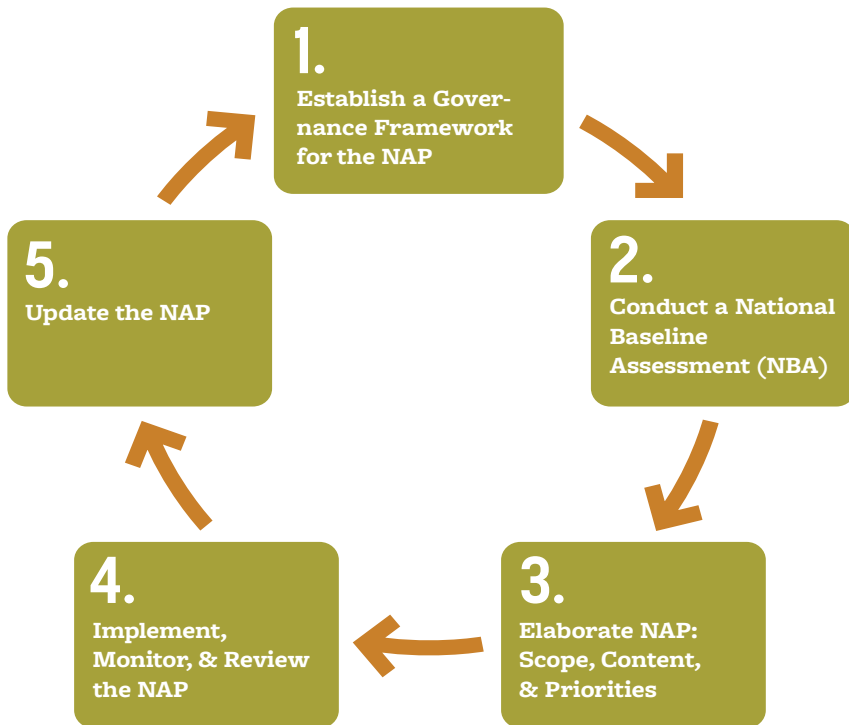 1.
Establish a Gover-
nance Framework
for the NAP
2.
Conduct a National
Baseline
Assessment (NBA)
3.
Elaborate NAP:
Scope, Content,
& Priorities
4.
Implement,
Monitor, & Review
the NAP
5.
Update the NAP